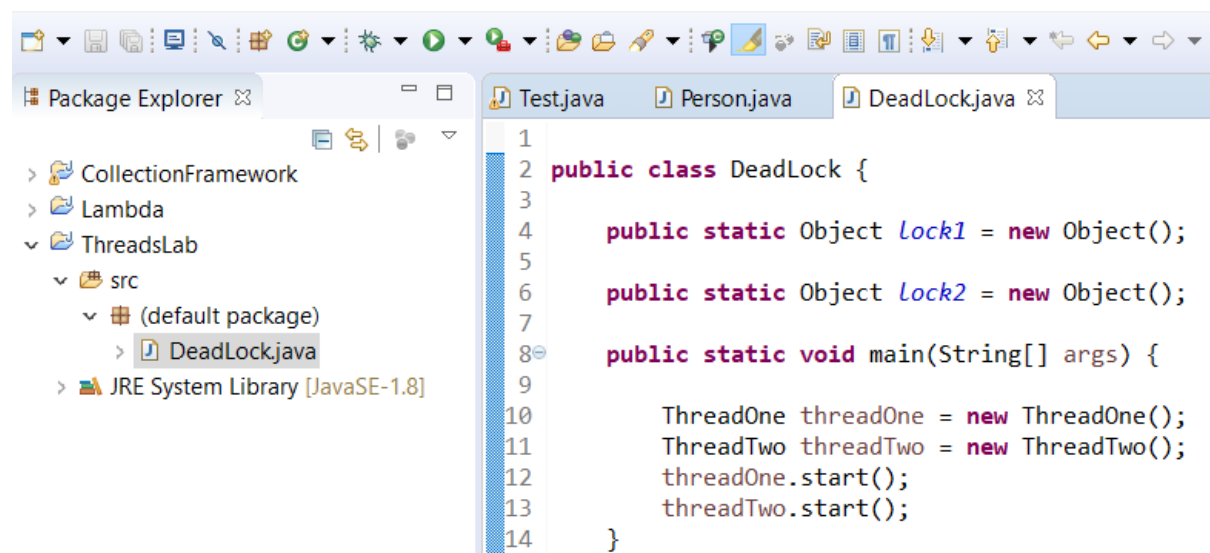 Package Explorer
CollectionFramework
Lambda
ThreadsLab
src
(default package)
DeadLock.java
JRE System Library [JavaSE-1.8]
Test.java
Person.java
DeadLock.java
1
2 public class DeadLock {
3
4 public static Object lock1 = new Object();
5
6 public static Object lock2 = new Object();
7
8 public static void main(String[] args) {
9
10 ThreadOne threadOne = new ThreadOne();
11 ThreadTwo threadTwo = new ThreadTwo();
12 threadOne.start();
13 threadTwo.start();
14 }